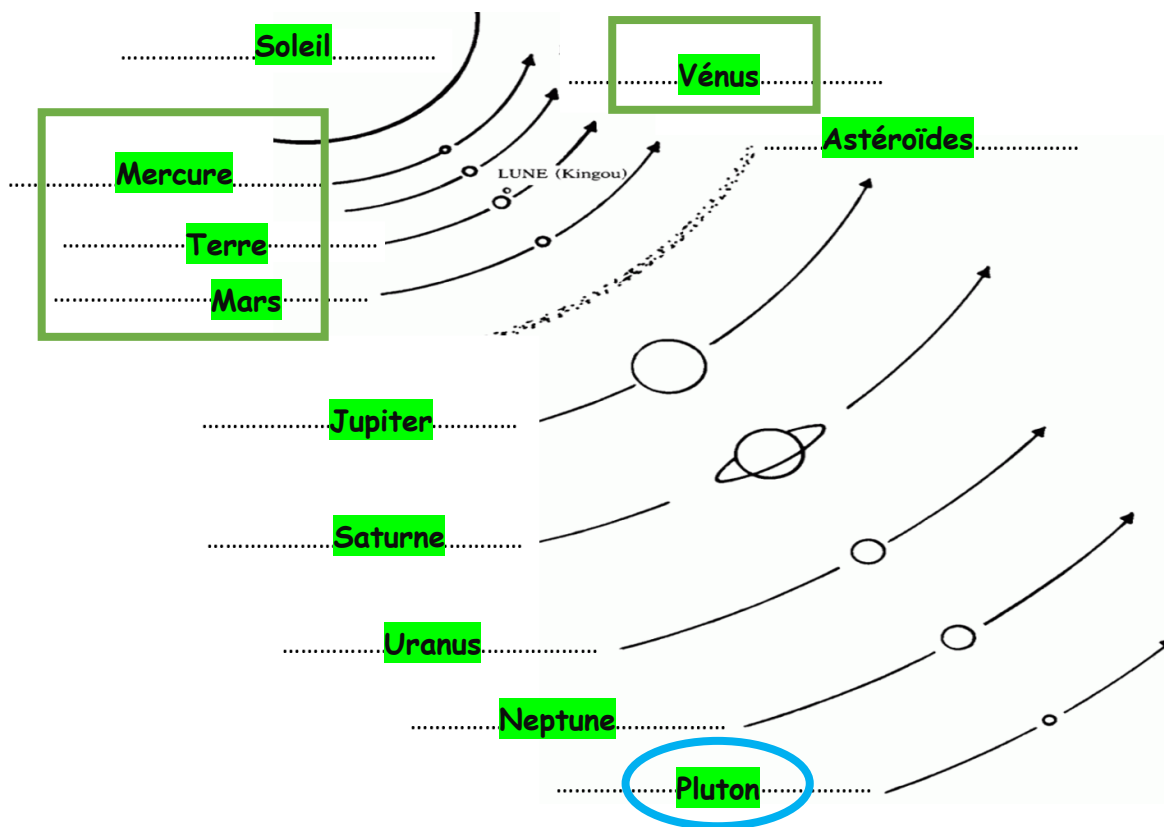 Soleil
Vénus
Astéroïdes
Mercure
LUNE (Kingou)
Terre
Mars
Jupiter
Saturne
Uranus
Neptune
Pluton